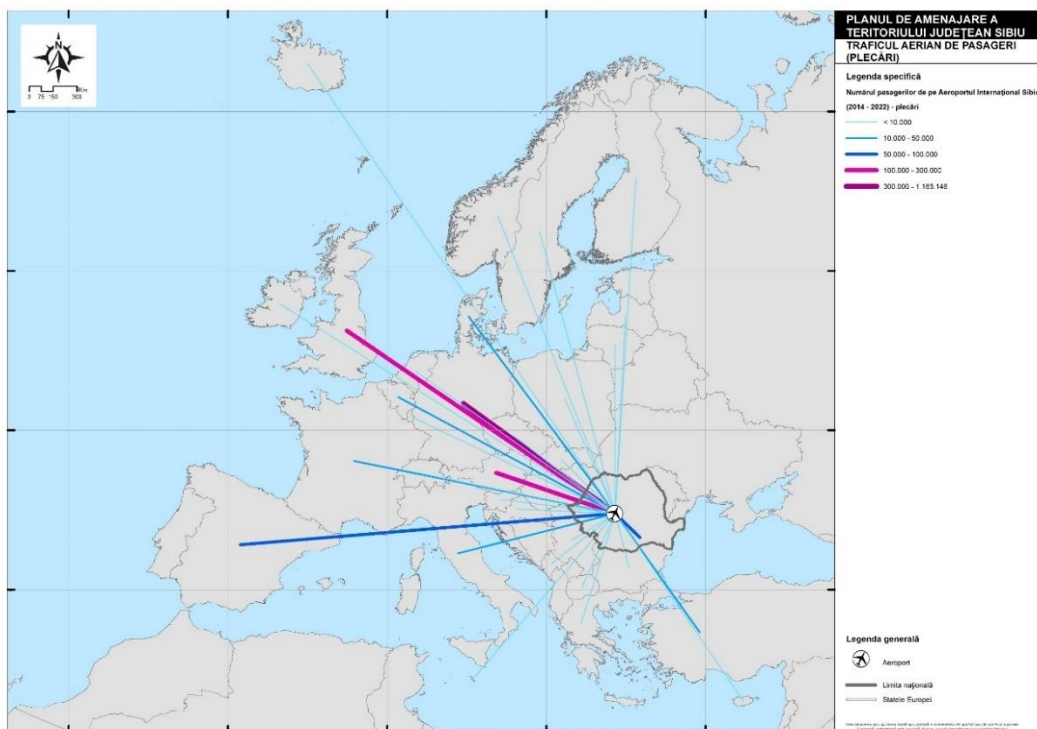 N
Km
0 75 150 300
PLANUL DE AMENAJARE A
TERITORIULUI JUDEȚEAN SIBIU
TRAFICUL AERIAN DE PASAGERI
(PLECĂRI)
Legenda specifică
Numărul pasagerilor de pe Aeroportul Internațional Sibiu
(2014 - 2022) - plecări
< 10.000
10.000 - 50.000
50.000 - 100.000
100.000 - 300.000
300.000 - 1.165.146
Legenda generală
Aeroport
Limita națională
Statele Europei